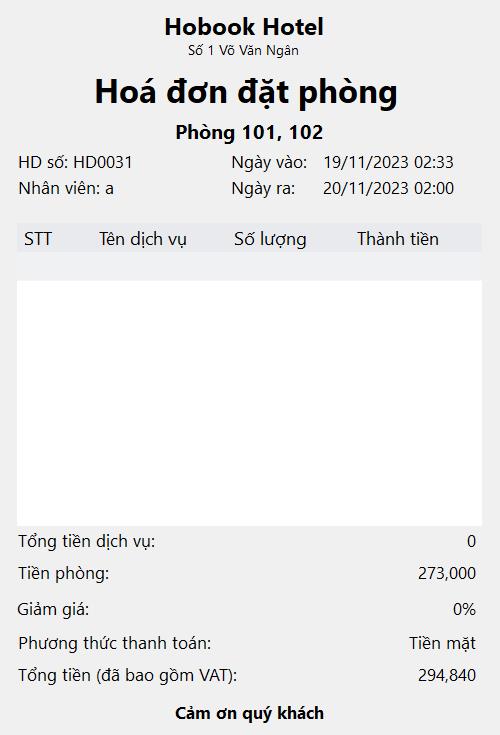 Hobook Hotel
Số 1 Võ Văn Ngân
Hoá đơn đặt phòng
Phòng 101, 102
HD số: HD0031 Ngày vào: 19/11/2023 02:33
Nhân viên: a Ngày ra: 20/11/2023 02:00
STT Tên dịch vụ Số lượng Thành tiền
Tổng tiền dịch vụ: 0
Tiền phòng: 273,000
Giảm giá: 0%
Phương thức thanh toán: Tiền mặt
Tổng tiền (đã bao gồm VAT): 294,840
Cảm ơn quý khách